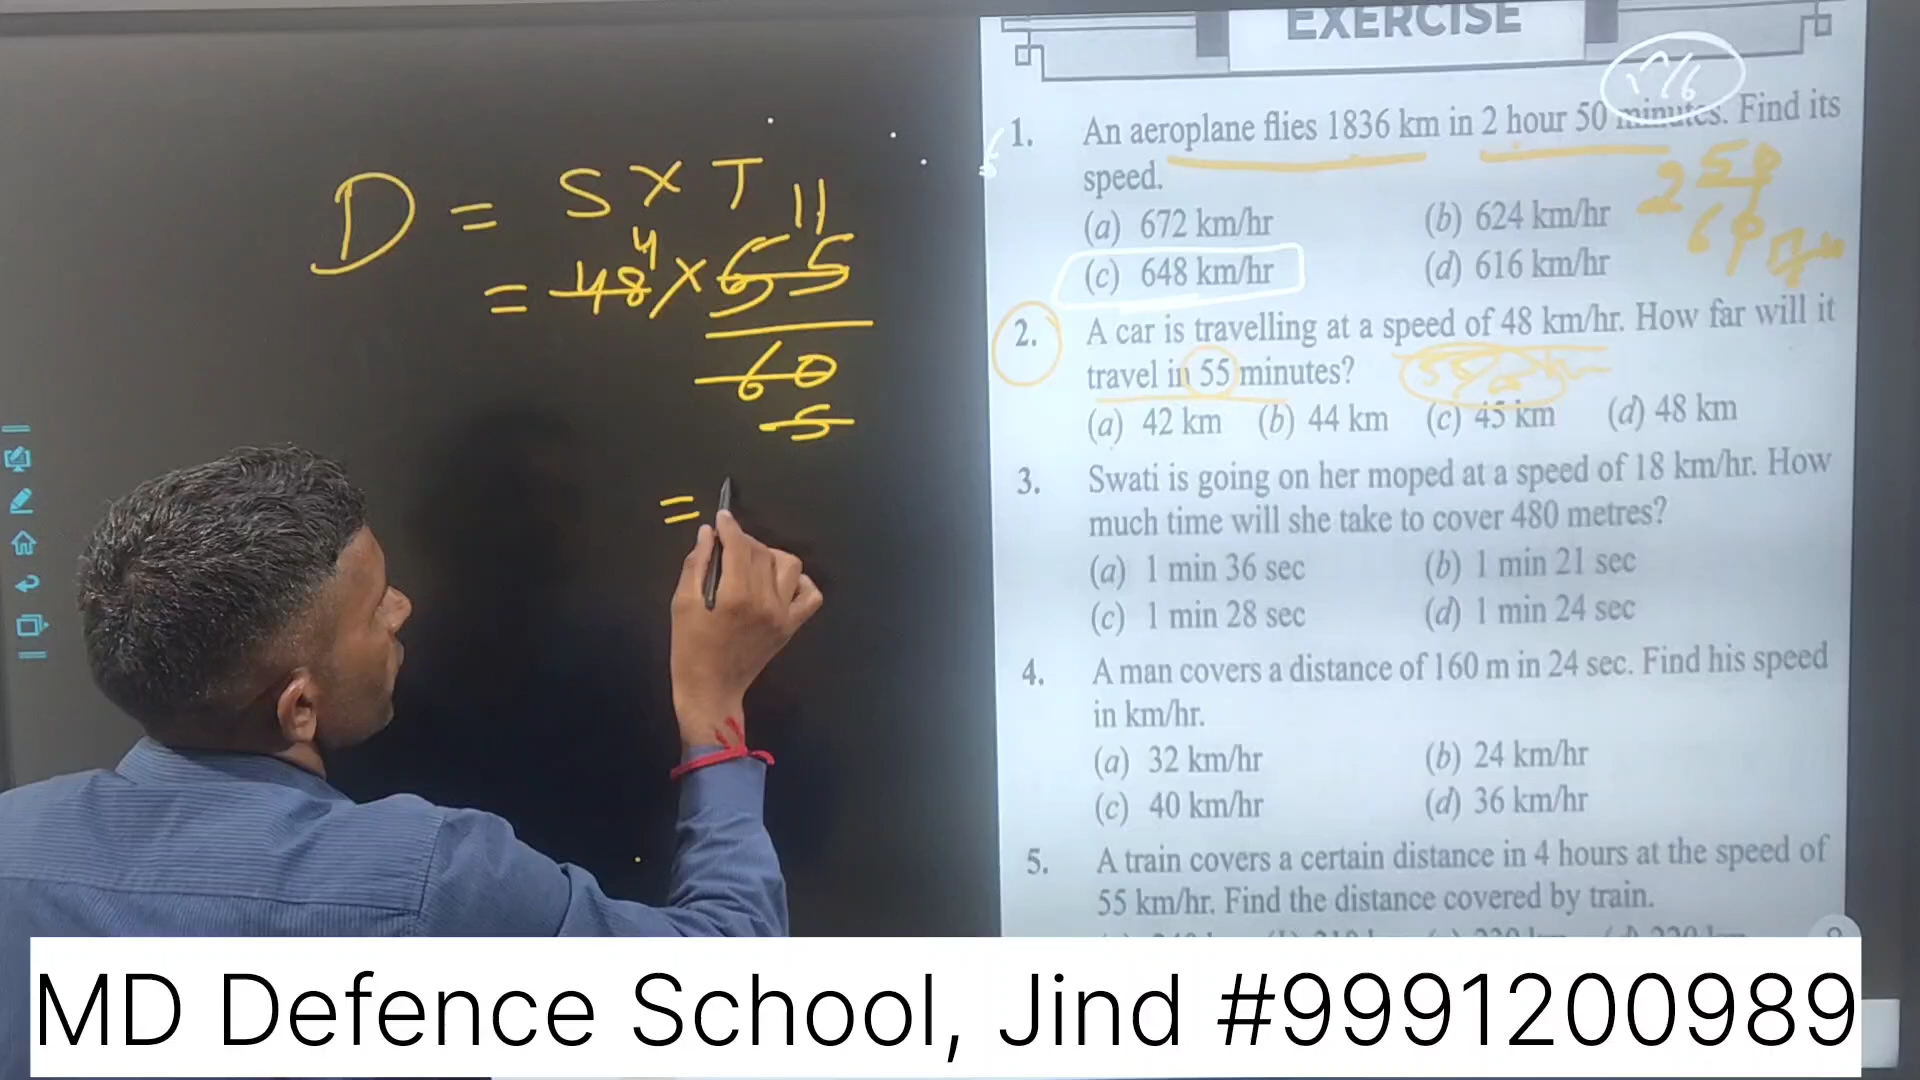 EXERCISE
1. An aeroplane flies 1836 km in 2 hour 50 minutes. Find its
speed.
(a) 672 km/hr (b) 624 km/hr
(c) 648 km/hr (d) 616 km/hr
2. A car is travelling at a speed of 48 km/hr. How far will it
travel in 55 minutes?
(a) 42 km (b) 44 km (c) 45 km (d) 48 km
3. Swati is going on her moped at a speed of 18 km/hr. How
much time will she take to cover 480 metres?
(a) 1 min 36 sec (b) 1 min 21 sec
(c) 1 min 28 sec (d) 1 min 24 sec
4. A man covers a distance of 160 m in 24 sec. Find his speed
in km/hr.
(a) 32 km/hr (b) 24 km/hr
(c) 40 km/hr (d) 36 km/hr
5. A train covers a certain distance in 4 hours at the speed of
55 km/hr. Find the distance covered by train.
D = S X T
11
4
= 48 X 55
60
5
=
MD Defence School, Jind #9991200989